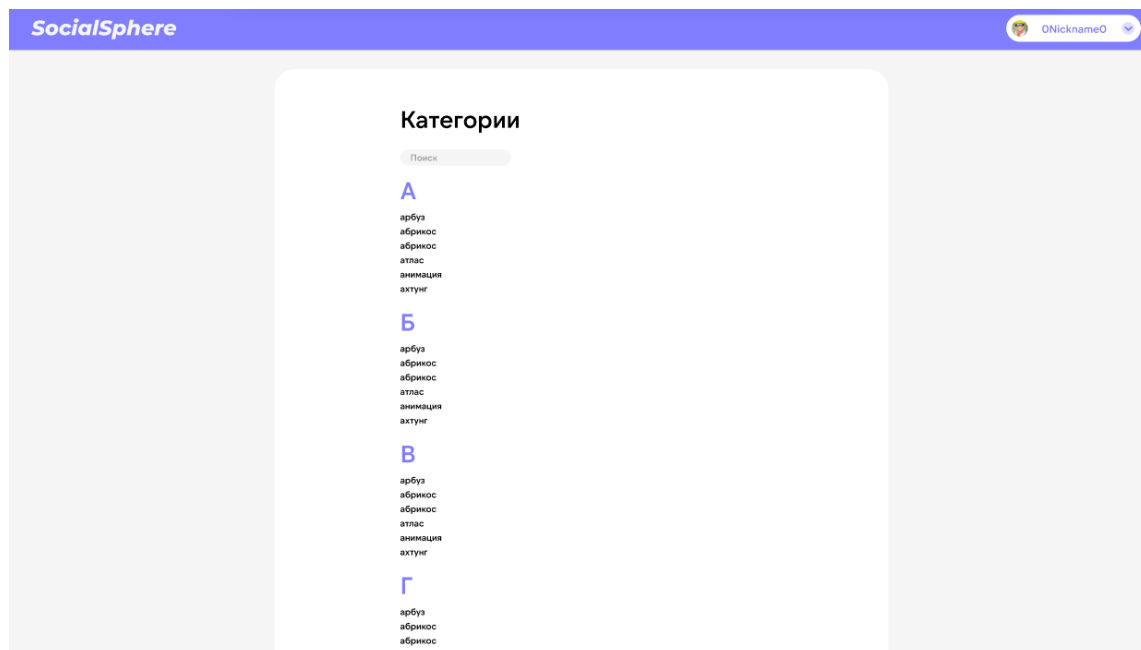 SocialSphere
0Nickname0
Категории
Поиск
А
арбуз
абрикос
абрикос
атлас
анимация
ахтунг
Б
арбуз
абрикос
абрикос
атлас
анимация
ахтунг
В
арбуз
абрикос
абрикос
атлас
анимация
ахтунг
Г
арбуз
абрикос
абрикос